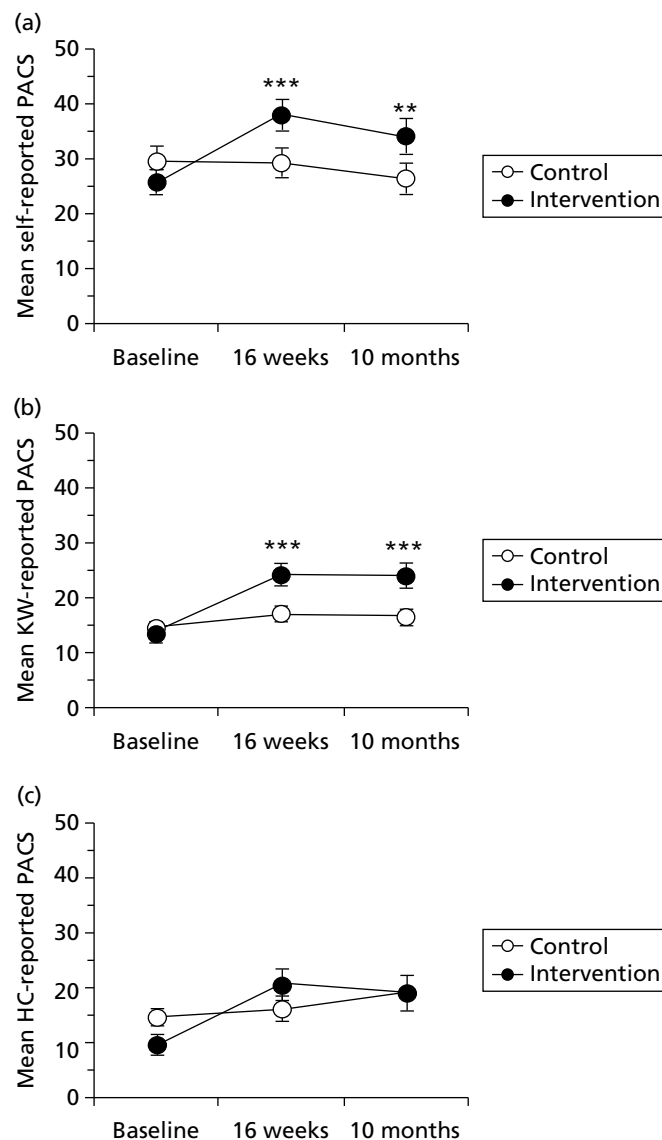 (a)
Mean self-reported PACS
50
40
30
20
10
0
***
**
Baseline 16 weeks 10 months
Control
Intervention
(b)
Mean KW-reported PACS
50
40
30
20
10
0
***
***
Baseline 16 weeks 10 months
Control
Intervention
(c)
Mean HC-reported PACS
50
40
30
20
10
0
Baseline 16 weeks 10 months
Control
Intervention